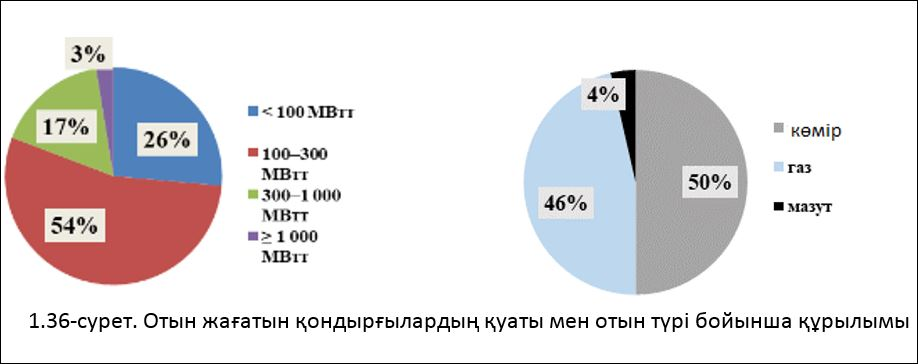 3%
17%
26%
54%
< 100 МВтт
100–300
МВтт
300–1 000
МВтт
≥ 1 000
МВтт
4%
46%
50%
көмір
газ
мазут
1.36-сурет. Отын жағатын қондырғылардың қуаты мен отын түрі бойынша құрылымы